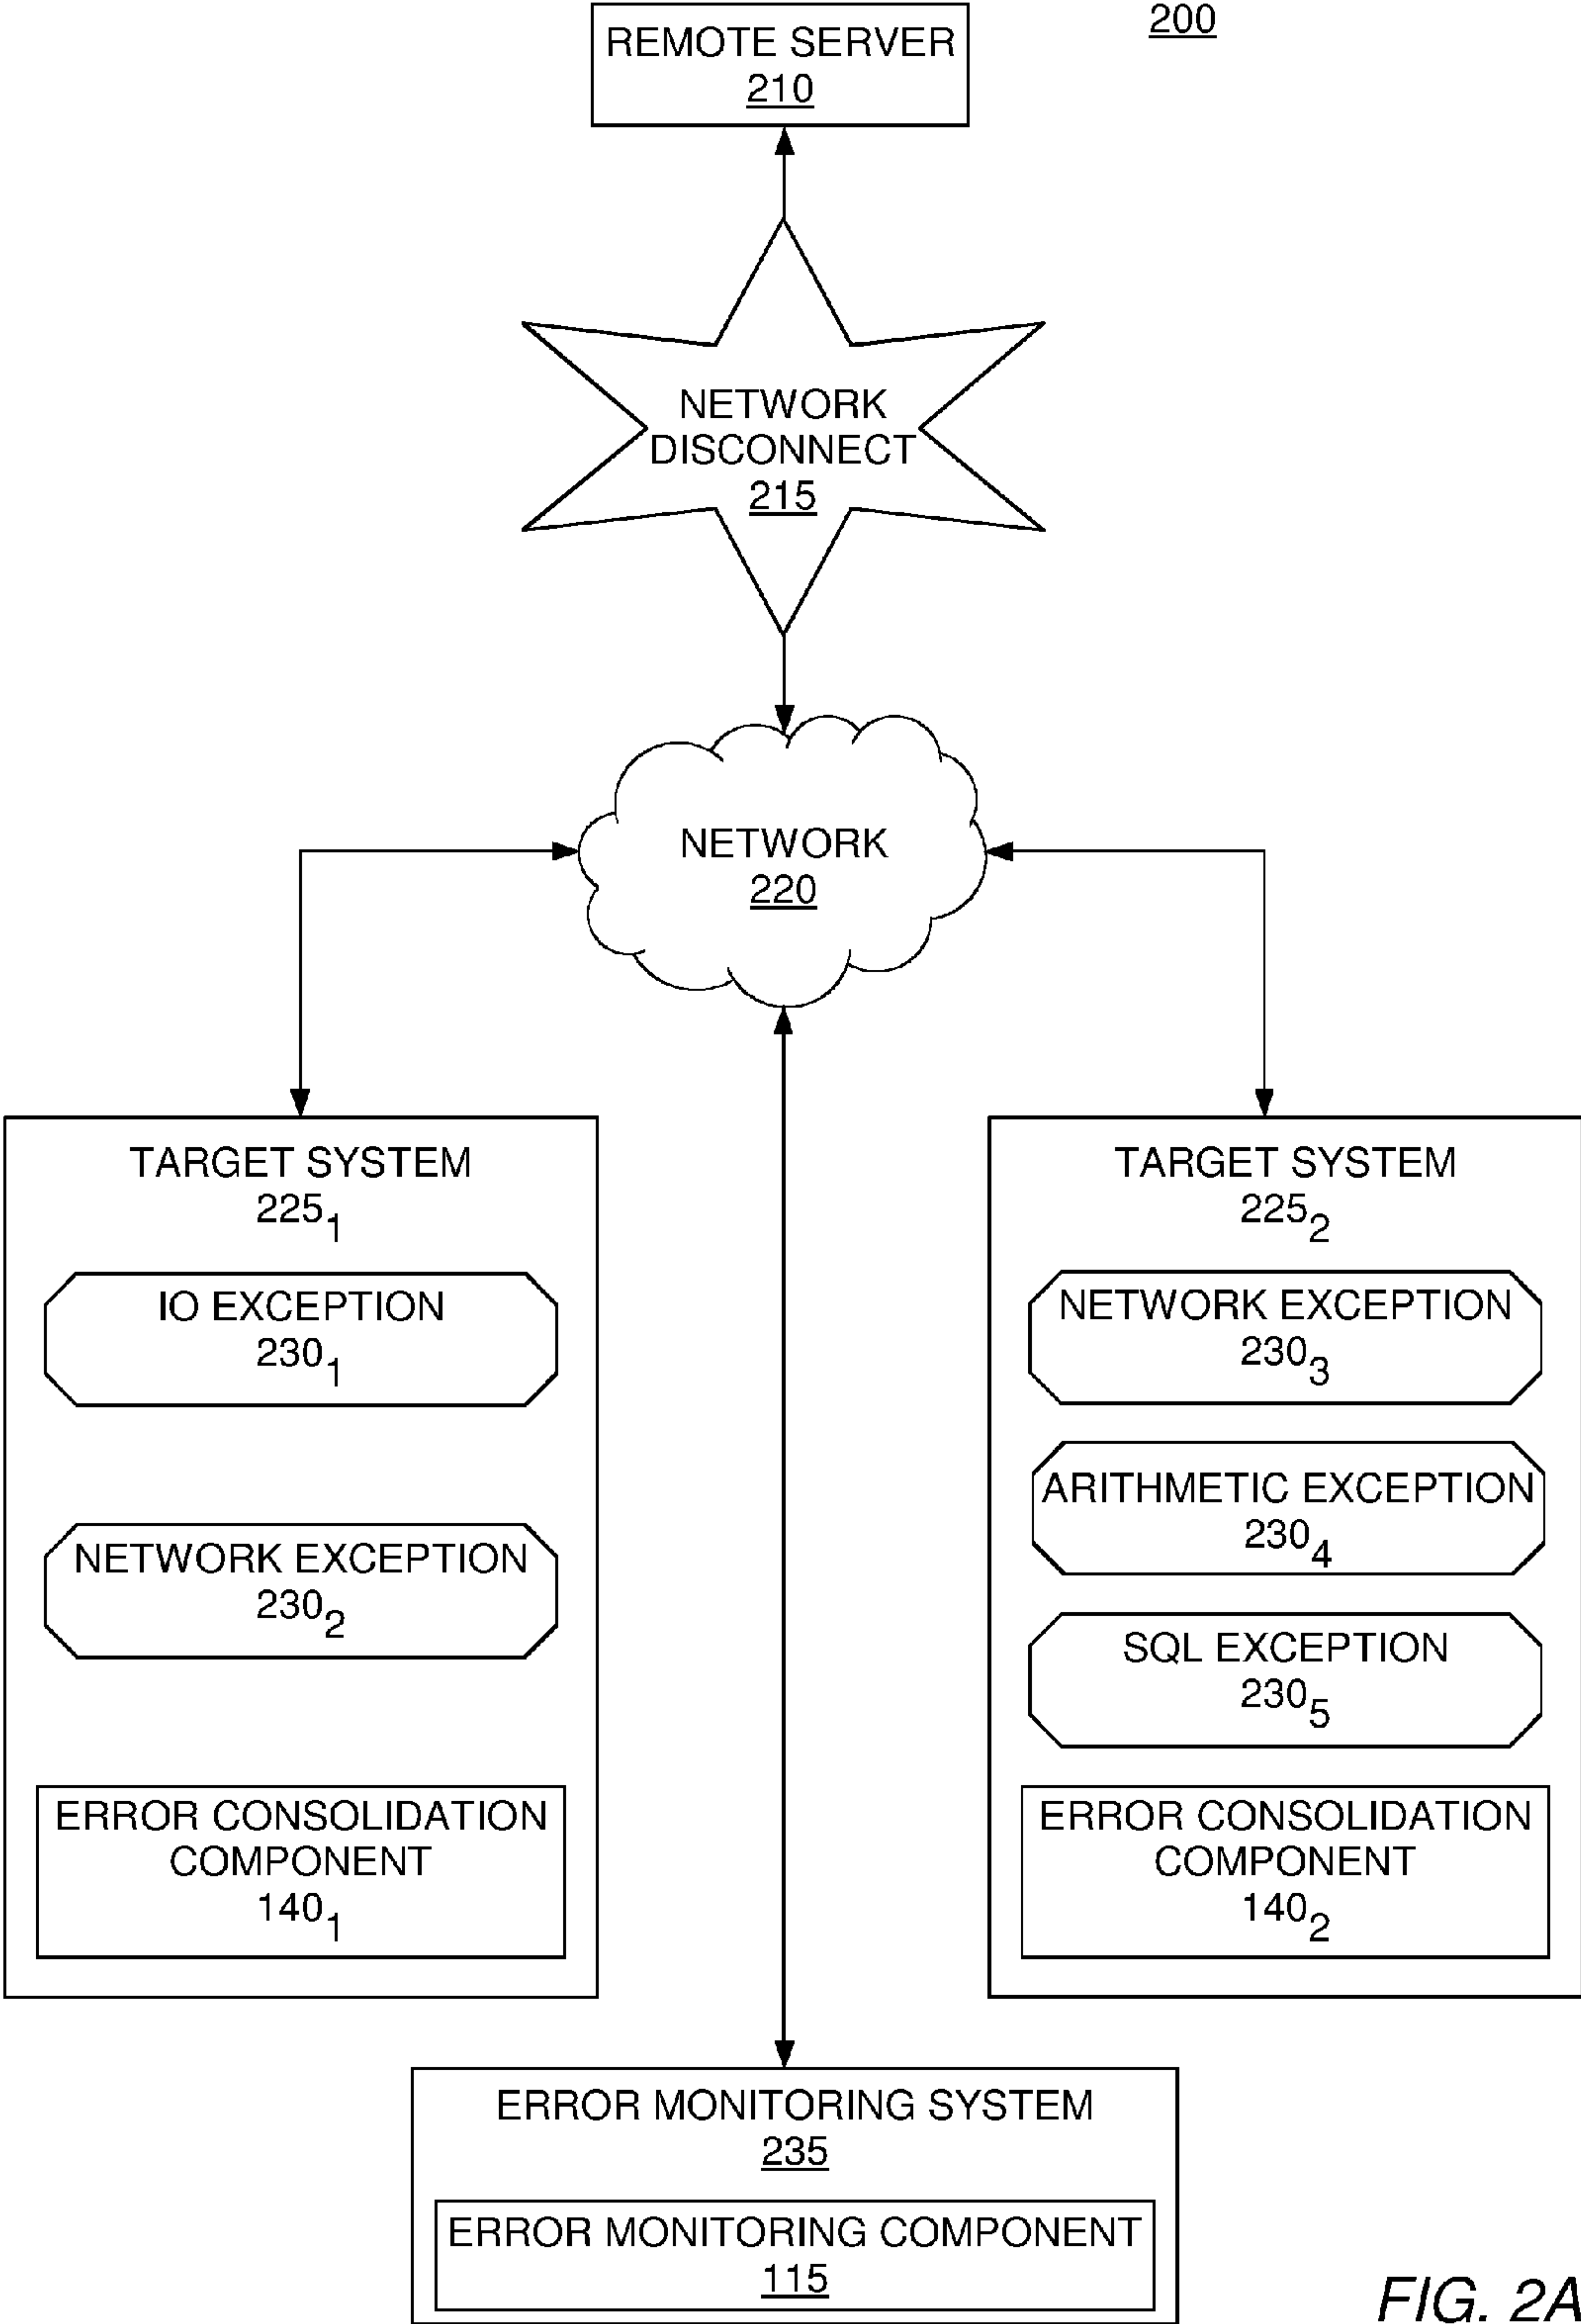 200
REMOTE SERVER
210
NETWORK
DISCONNECT
215
NETWORK
220
TARGET SYSTEM
225₁
IO EXCEPTION
230₁
NETWORK EXCEPTION
230₂
ERROR CONSOLIDATION
COMPONENT
140₁
TARGET SYSTEM
225₂
NETWORK EXCEPTION
230₃
ARITHMETIC EXCEPTION
230₄
SQL EXCEPTION
230₅
ERROR CONSOLIDATION
COMPONENT
140₂
ERROR MONITORING SYSTEM
235
ERROR MONITORING COMPONENT
115
FIG. 2A